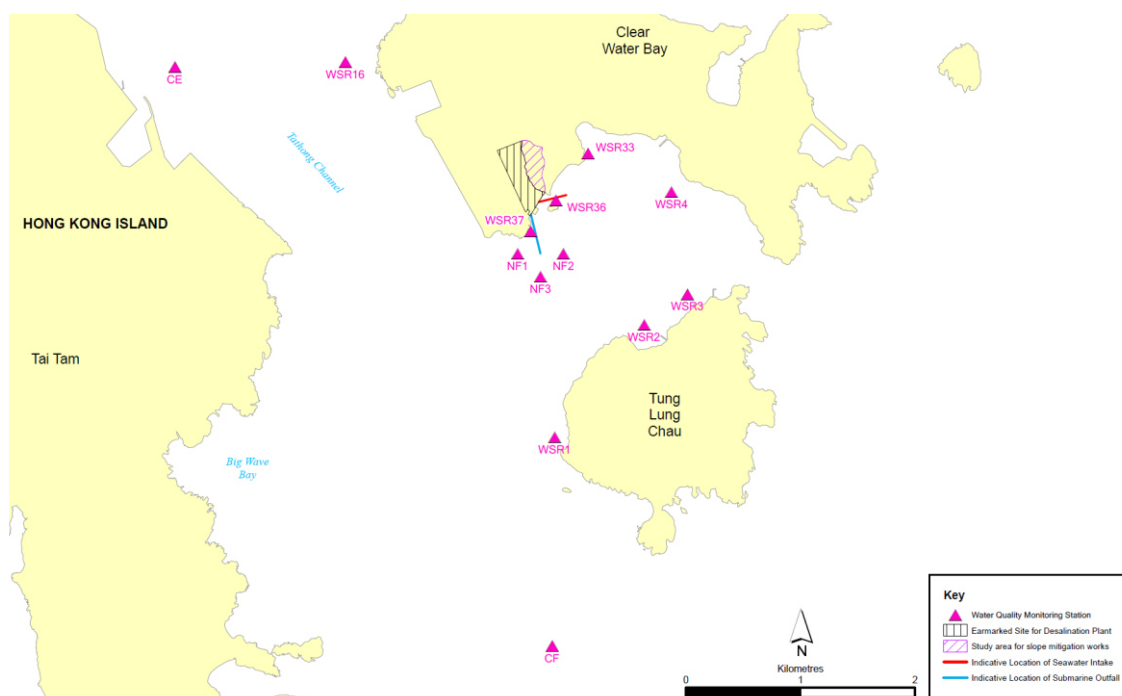 Clear
Water Bay
CE
WSR16
Tathong Channel
WSR33
WSR4
WSR36
HONG KONG ISLAND
WSR37
NF1
NF2
NF3
WSR3
WSR2
Tai Tam
Tung
Lung
Chau
WSR1
Big Wave
Bay
CF
N
Kilometres
0 1 2
Key
Water Quality Monitoring Station
Earmarked Site for Desalination Plant
Study area for slope mitigation works
Indicative Location of Seawater Intake
Indicative Location of Submarine Outfall